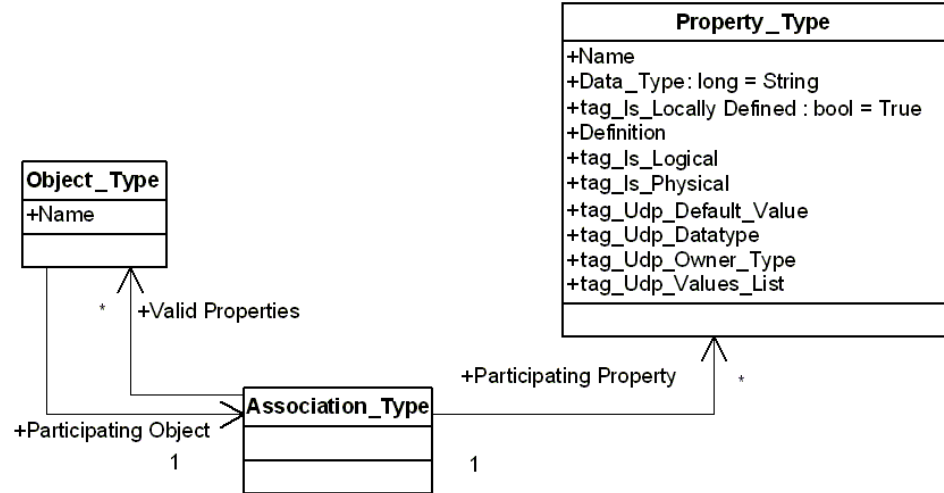 Property_Type
+Name
+Data_Type: long = String
+tag_Is_Locally Defined : bool = True
+Definition
+tag_Is_Logical
+tag_Is_Physical
+tag_Udp_Default_Value
+tag_Udp_Datatype
+tag_Udp_Owner_Type
+tag_Udp_Values_List
Object_Type
+Name
*
+Valid Properties
+Participating Property
*
Association_Type
+Participating Object
1
1